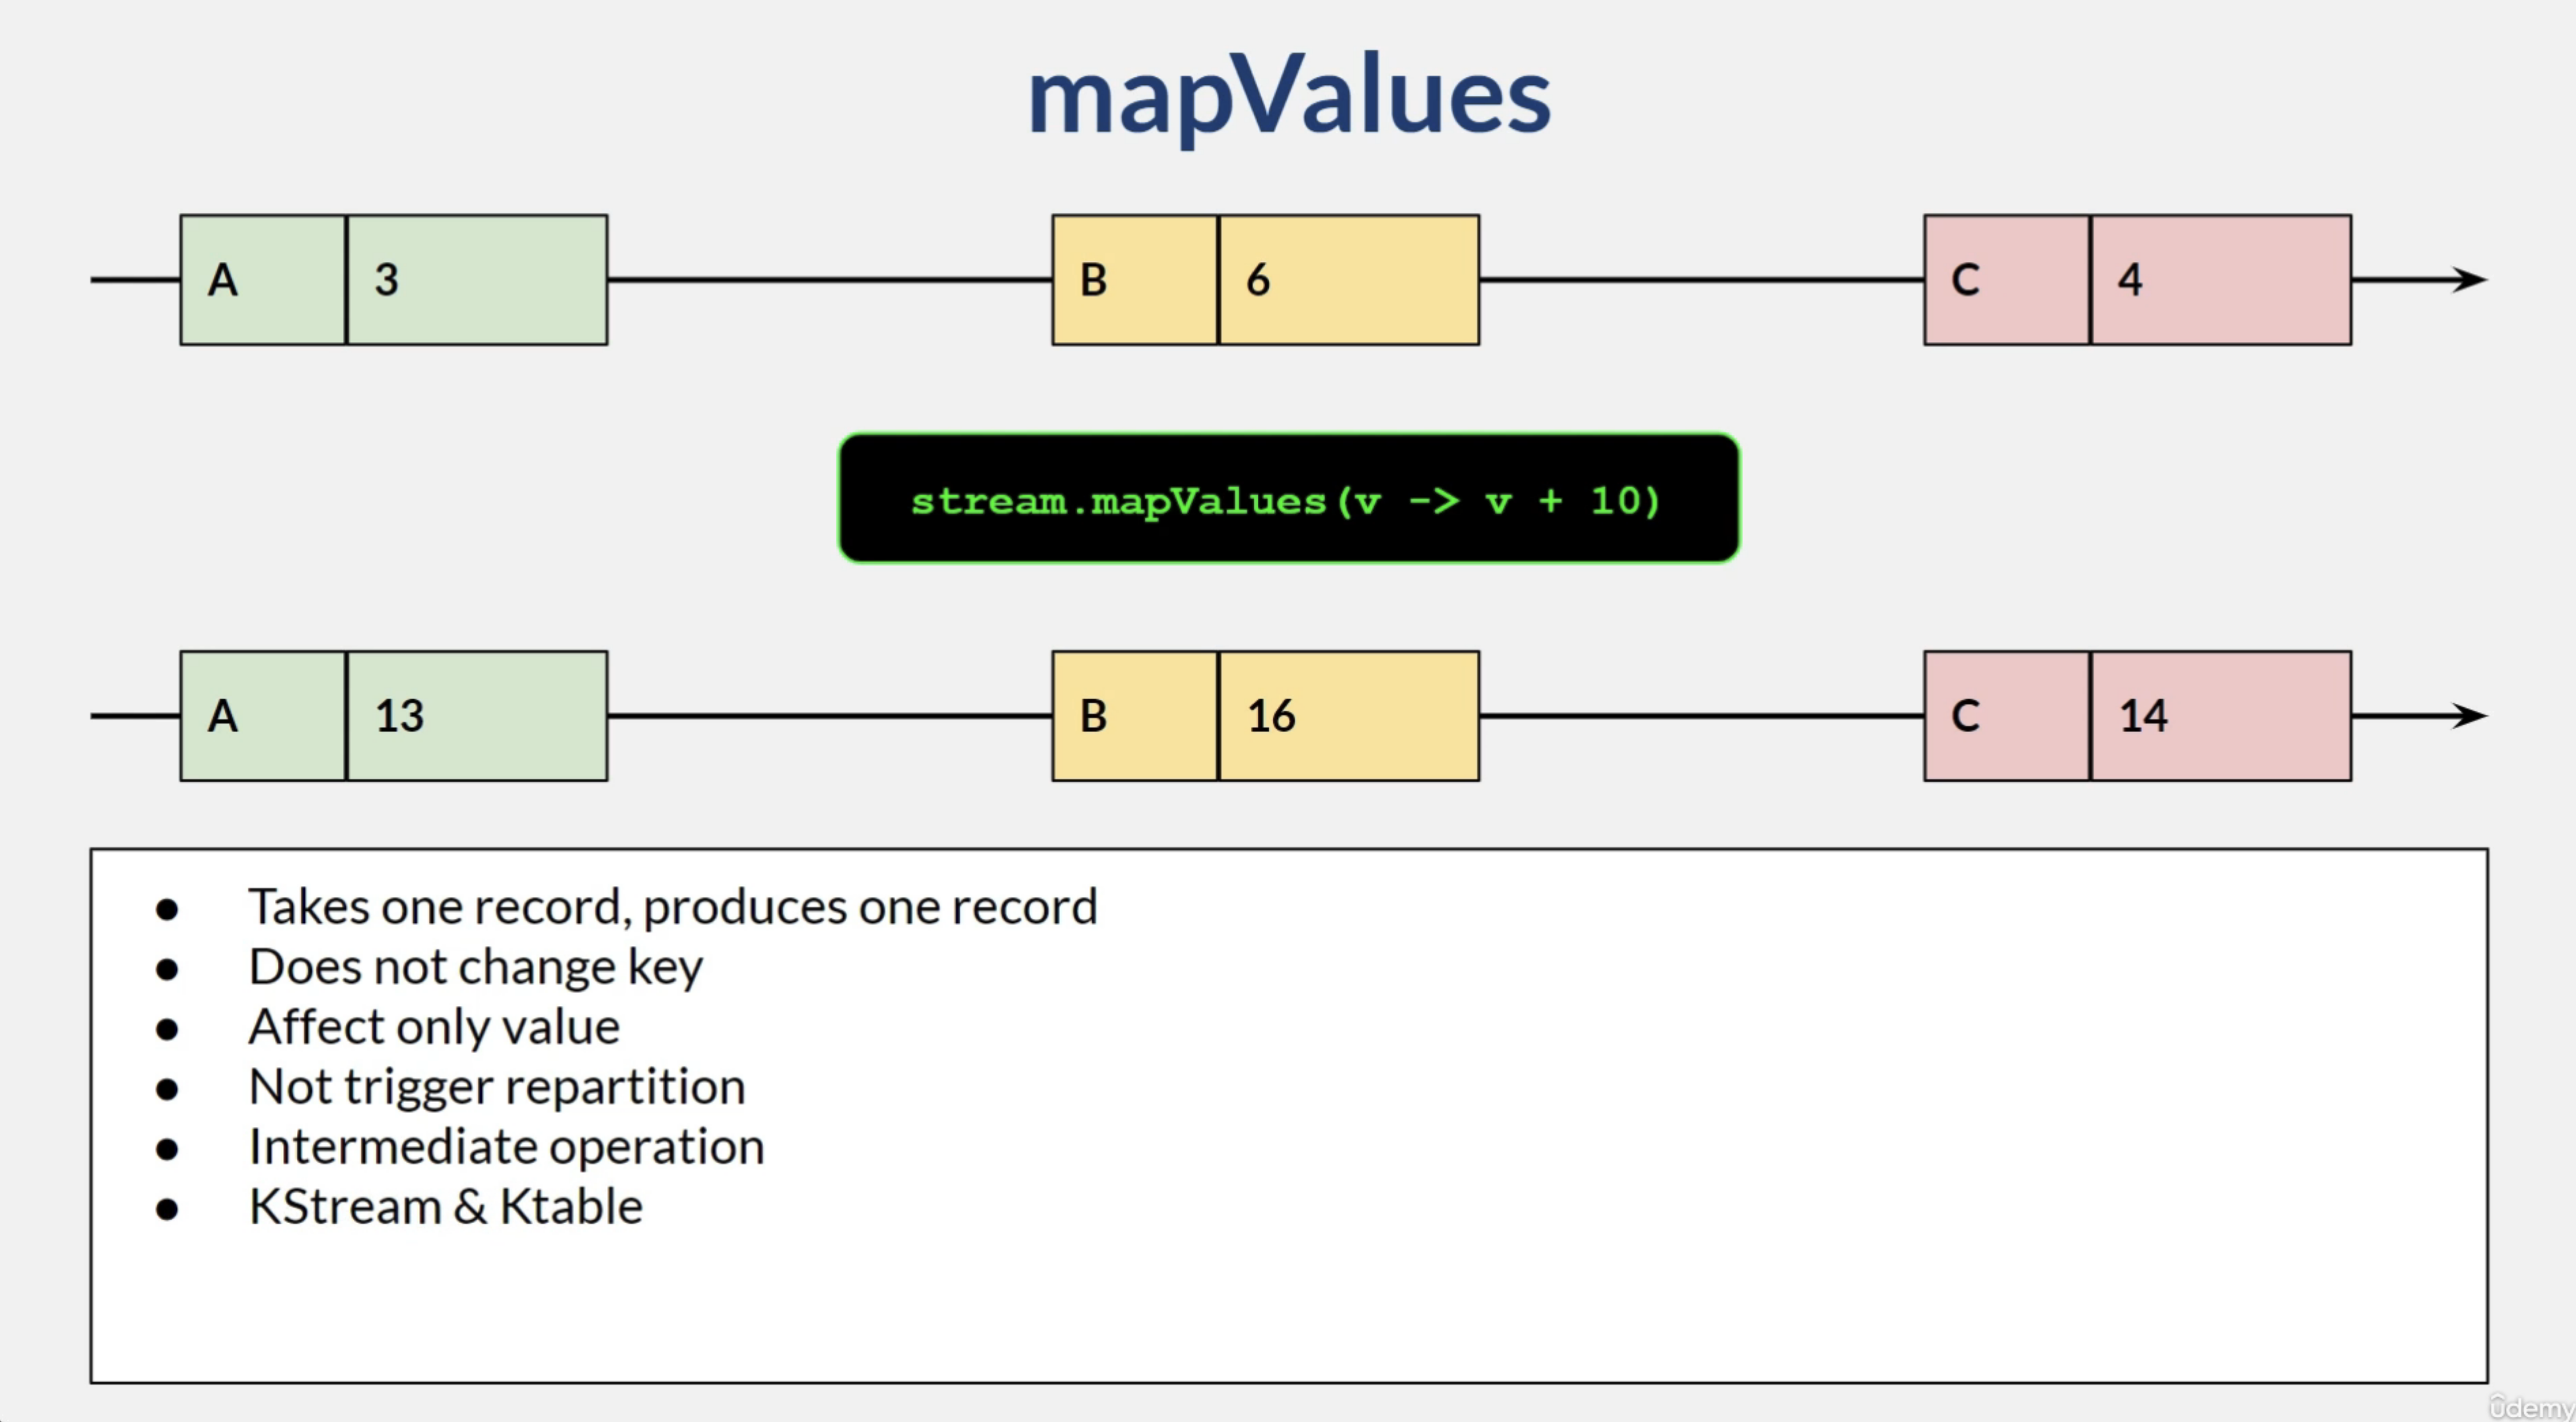 mapValues
A 3 B 6 C 4
stream.mapValues(v -> v + 10)
A 13 B 16 C 14
● Takes one record, produces one record
● Does not change key
● Affect only value
● Not trigger repartition
● Intermediate operation
● KStream & Ktable
ûdemy